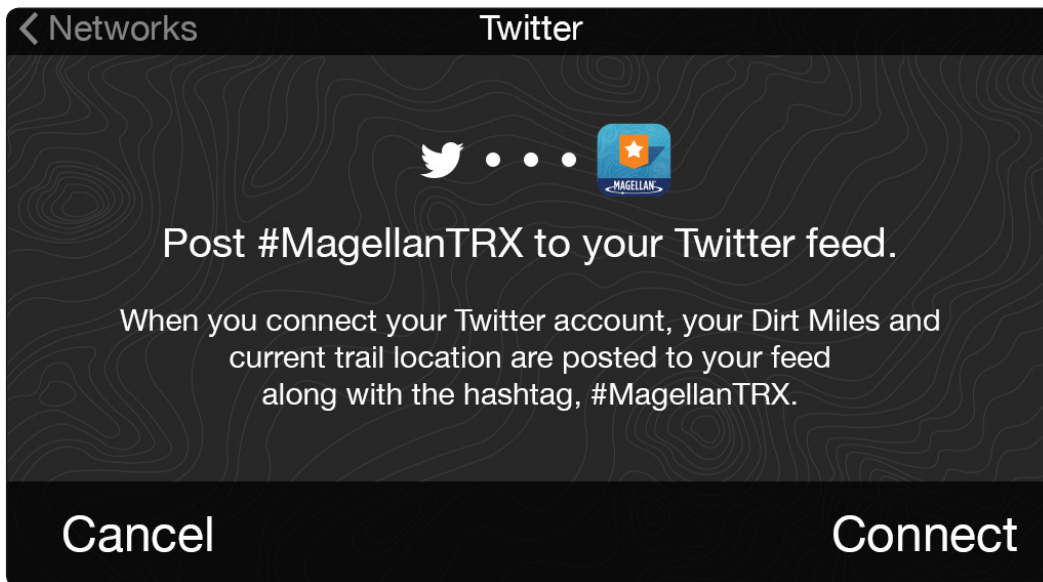 Networks
Twitter
MAGELLAN
Post #MagellanTRX to your Twitter feed.
When you connect your Twitter account, your Dirt Miles and
current trail location are posted to your feed
along with the hashtag, #MagellanTRX.
Cancel
Connect